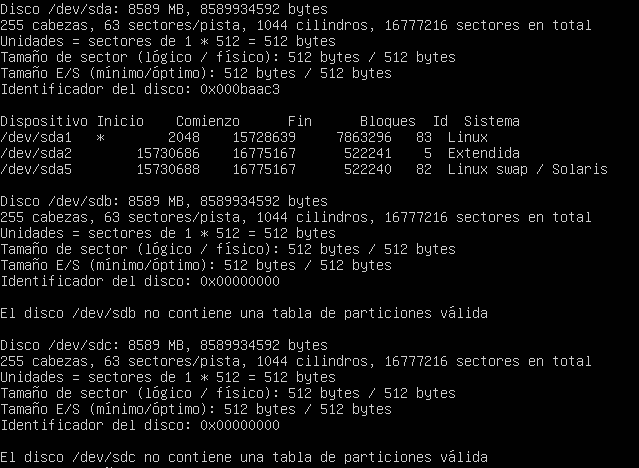 Disco /dev/sda: 8589 MB, 8589934592 bytes
255 cabezas, 63 sectores/pista, 1044 cilindros, 16777216 sectores en total
Unidades = sectores de 1 * 512 = 512 bytes
Tamaño de sector (lógico / físico): 512 bytes / 512 bytes
Tamaño E/S (mínimo/óptimo): 512 bytes / 512 bytes
Identificador del disco: 0x000baac3
Dispositivo Inicio    Comienzo      Fin      Bloques  Id  Sistema
/dev/sda1   *        2048    15728639     7863296   83  Linux
/dev/sda2        15730686    16775167      522241    5  Extendida
/dev/sda5        15730688    16775167      522240   82  Linux swap / Solaris
Disco /dev/sdb: 8589 MB, 8589934592 bytes
255 cabezas, 63 sectores/pista, 1044 cilindros, 16777216 sectores en total
Unidades = sectores de 1 * 512 = 512 bytes
Tamaño de sector (lógico / físico): 512 bytes / 512 bytes
Tamaño E/S (mínimo/óptimo): 512 bytes / 512 bytes
Identificador del disco: 0x00000000
El disco /dev/sdb no contiene una tabla de particiones válida
Disco /dev/sdc: 8589 MB, 8589934592 bytes
255 cabezas, 63 sectores/pista, 1044 cilindros, 16777216 sectores en total
Unidades = sectores de 1 * 512 = 512 bytes
Tamaño de sector (lógico / físico): 512 bytes / 512 bytes
Tamaño E/S (mínimo/óptimo): 512 bytes / 512 bytes
Identificador del disco: 0x00000000
El disco /dev/sdc no contiene una tabla de particiones válida